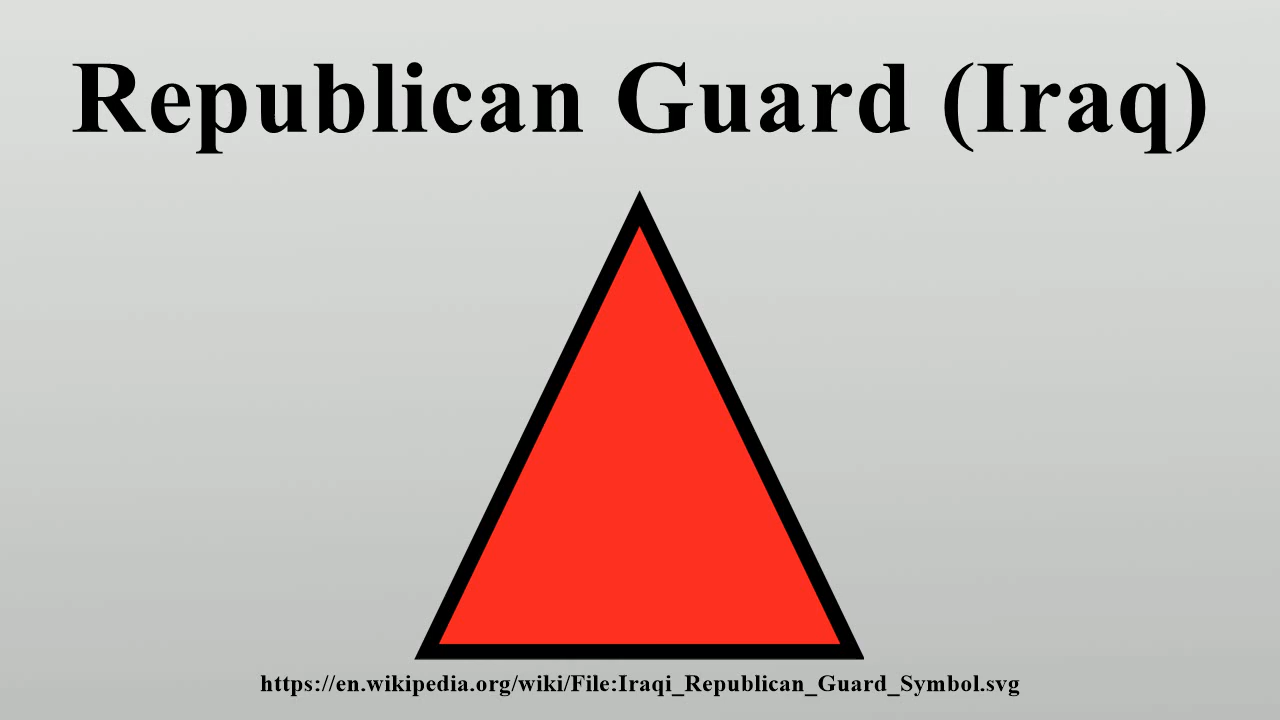 Republican Guard (Iraq)
https://en.wikipedia.org/wiki/File:Iraqi_Republican_Guard_Symbol.svg